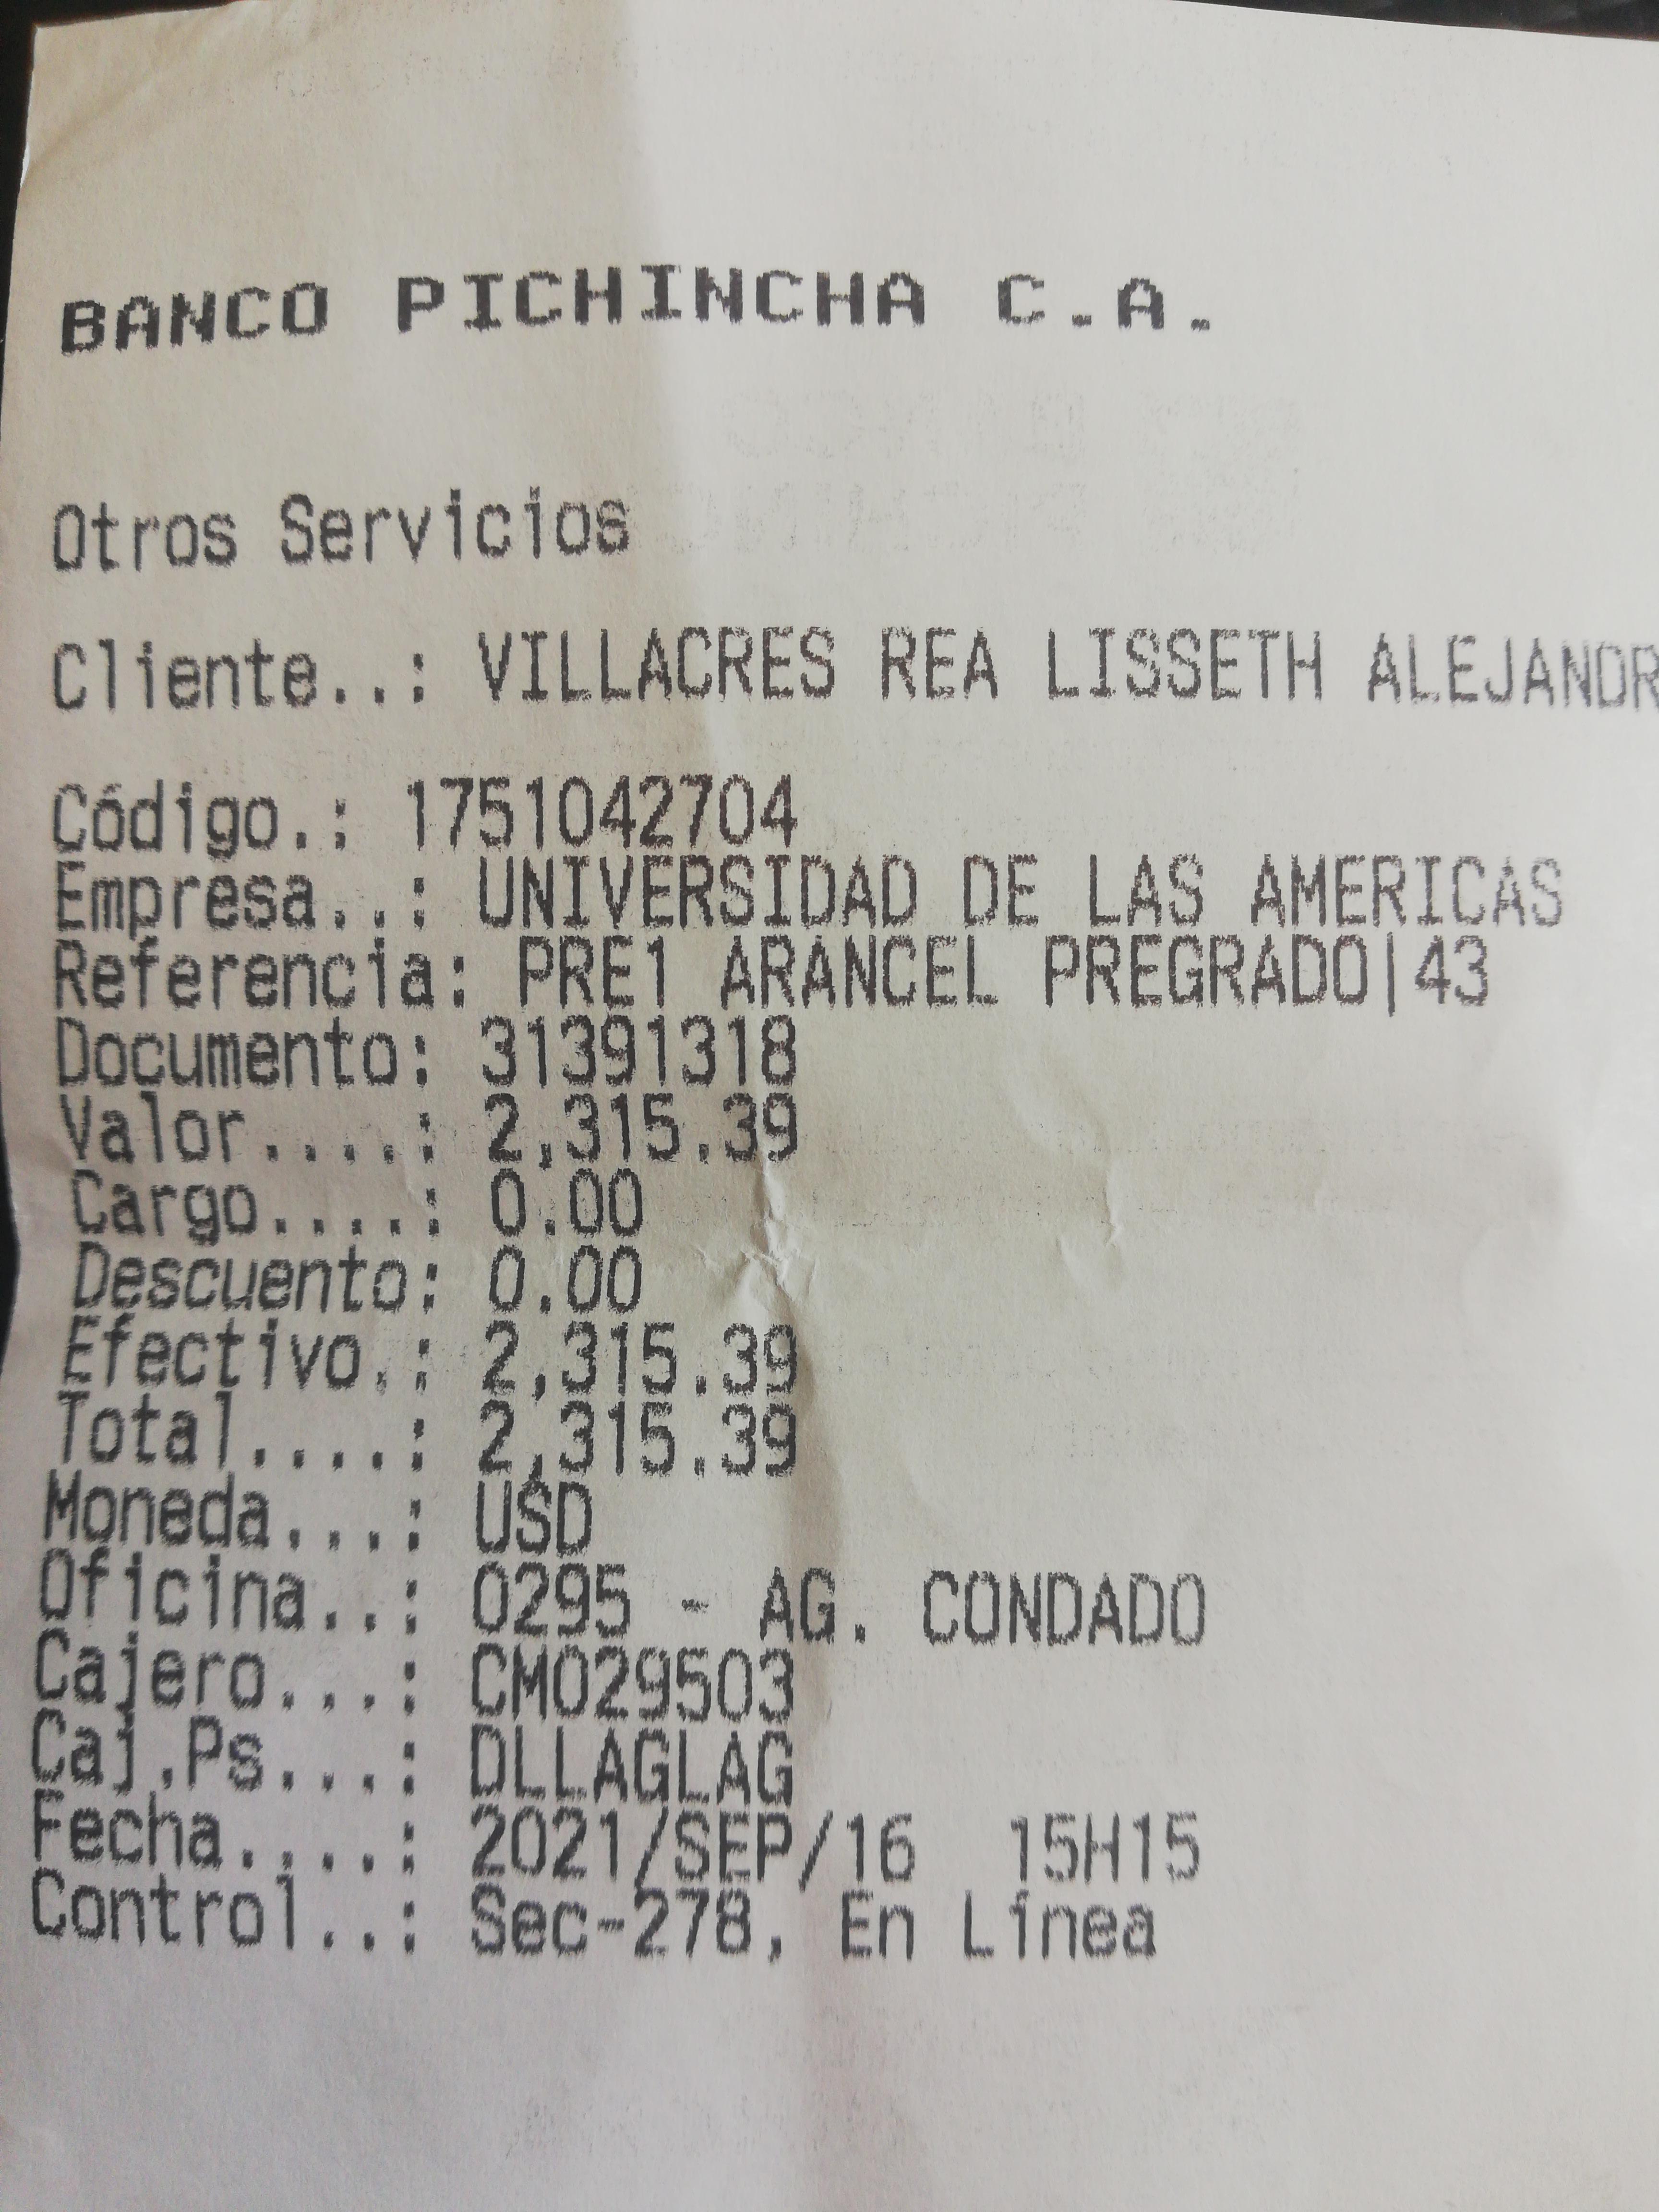 BANCO PICHINCHA C.A.
Otros Servicios
Cliente..: VILLACRES REA LISSETH ALEJANDR
Código.: 1751042704
Empresa..: UNIVERSIDAD DE LAS AMERICAS
Referencia: PRE1 ARANCEL PREGRADO|43
Documento: 31391318
Valor....: 2,315.39
Cargo....: 0.00
Descuento: 0.00
Efectivo.: 2,315.39
Total....: 2,315.39
Moneda...: USD
Oficina..: 0295 - AG. CONDADO
Cajero...: CM029503
Caj.Ps...: DLLAGLAG
Fecha....: 2021/SEP/16 15H15
Control..: Sec-278, En Línea